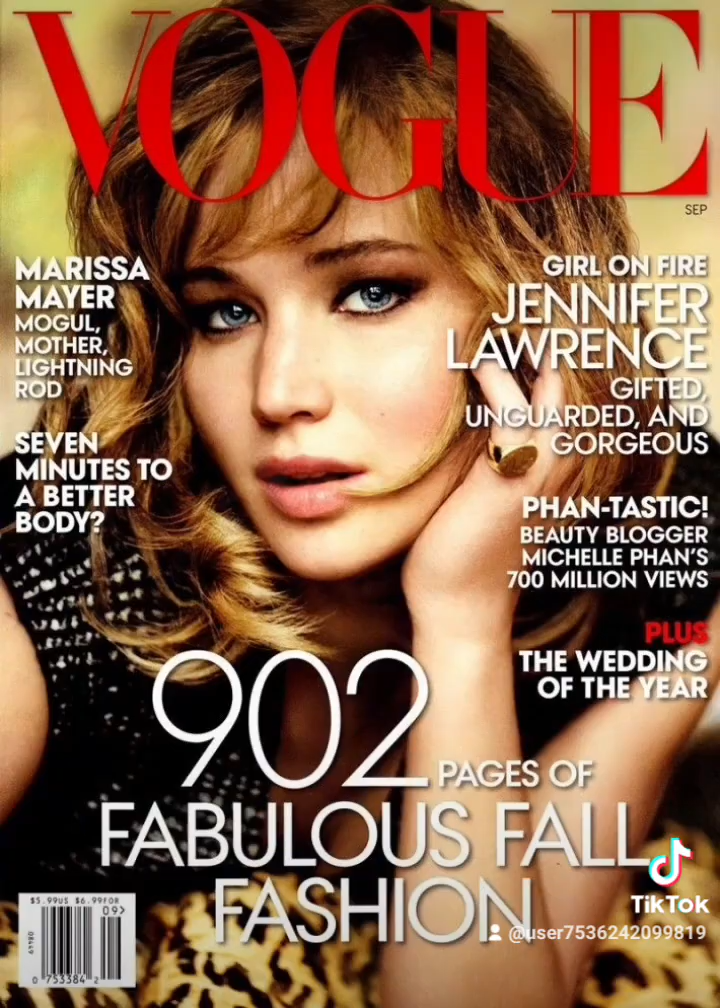 VOGUE
SEP
MARISSA
MAYER
MOGUL,
MOTHER,
LIGHTNING
ROD
SEVEN
MINUTES TO
A BETTER
BODY?
GIRL ON FIRE
JENNIFER
LAWRENCE
GIFTED,
UNGUARDED, AND
GORGEOUS
PHAN-TASTIC!
BEAUTY BLOGGER
MICHELLE PHAN'S
700 MILLION VIEWS
PLUS
THE WEDDING
OF THE YEAR
902
PAGES OF
FABULOUS FALL
FASHION
$5.99US $6.99FOR
09>
0 753384 2
TikTok
@user7536242099819